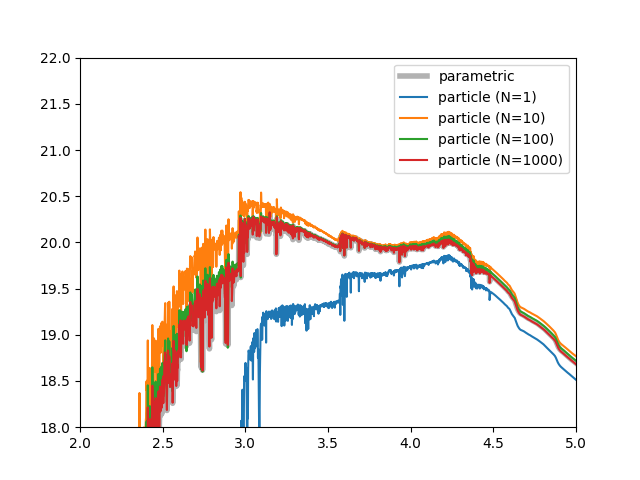 22.0
21.5
21.0
20.5
20.0
19.5
19.0
18.5
18.0
2.0 2.5 3.0 3.5 4.0 4.5 5.0
parametric
particle (N=1)
particle (N=10)
particle (N=100)
particle (N=1000)